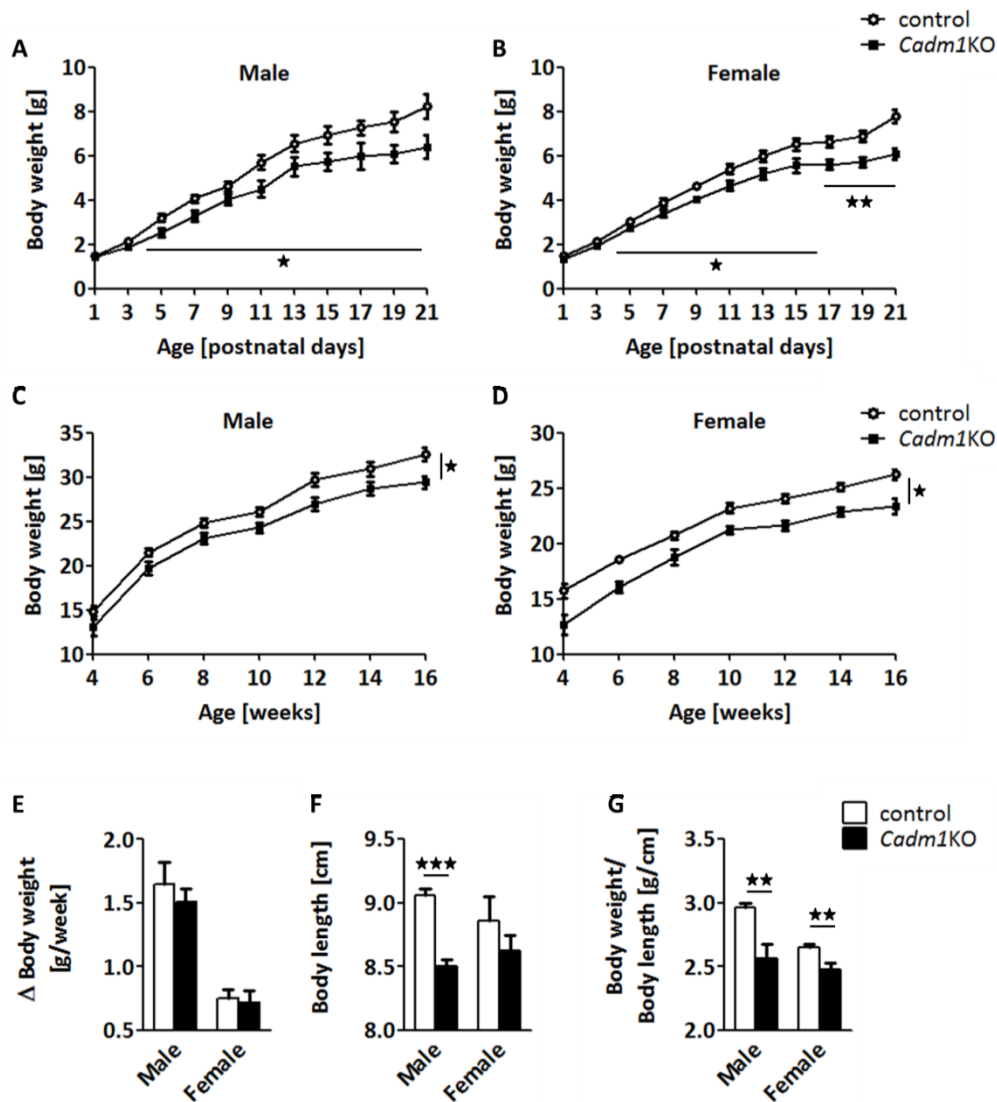 control
Cadm1KO
A
Male
Body weight [g]
10
8
6
4
2
0
1 3 5 7 9 11 13 15 17 19 21
Age [postnatal days]
★
B
Female
Body weight [g]
10
8
6
4
2
0
1 3 5 7 9 11 13 15 17 19 21
Age [postnatal days]
★
★★
C
Male
Body weight [g]
35
30
25
20
15
10
4 6 8 10 12 14 16
Age [weeks]
★
D
Female
control
Cadm1KO
Body weight [g]
30
25
20
15
10
4 6 8 10 12 14 16
Age [weeks]
★
E
Δ Body weight
[g/week]
2.0
1.5
1.0
0.5
Male
Female
F
Body length [cm]
9.5
9.0
8.5
8.0
★★★
Male
Female
G
control
Cadm1KO
Body weight/
Body length [g/cm]
3.5
3.0
2.5
2.0
★★
★★
Male
Female